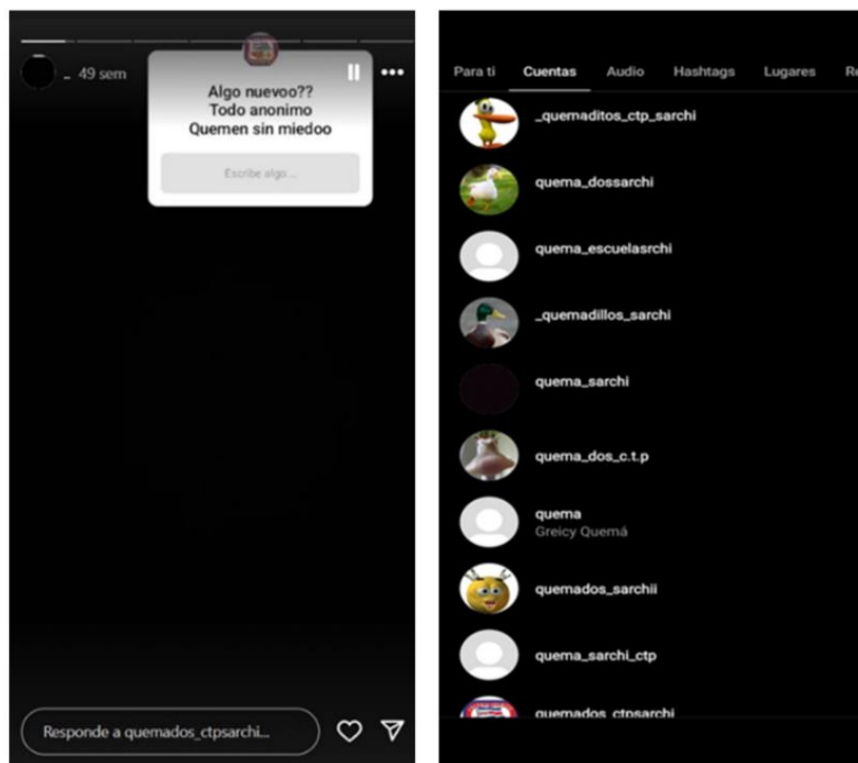 _ 49 sem
Algo nuevoo??
Todo anonimo
Quemen sin miedoo
Escribe algo...
Responde a quemados_ctpsarchi...
Para ti Cuentas Audio Hashtags Lugares Re
_quemaditos_ctp_sarchi
quema_dossarchi
quema_escuelasrchi
_quemadillos_sarchi
quema_sarchi
quema_dos_c.t.p
quema
Greicy Quemá
quemados_sarchii
quema_sarchi_ctp
quemados_ctpsarchi